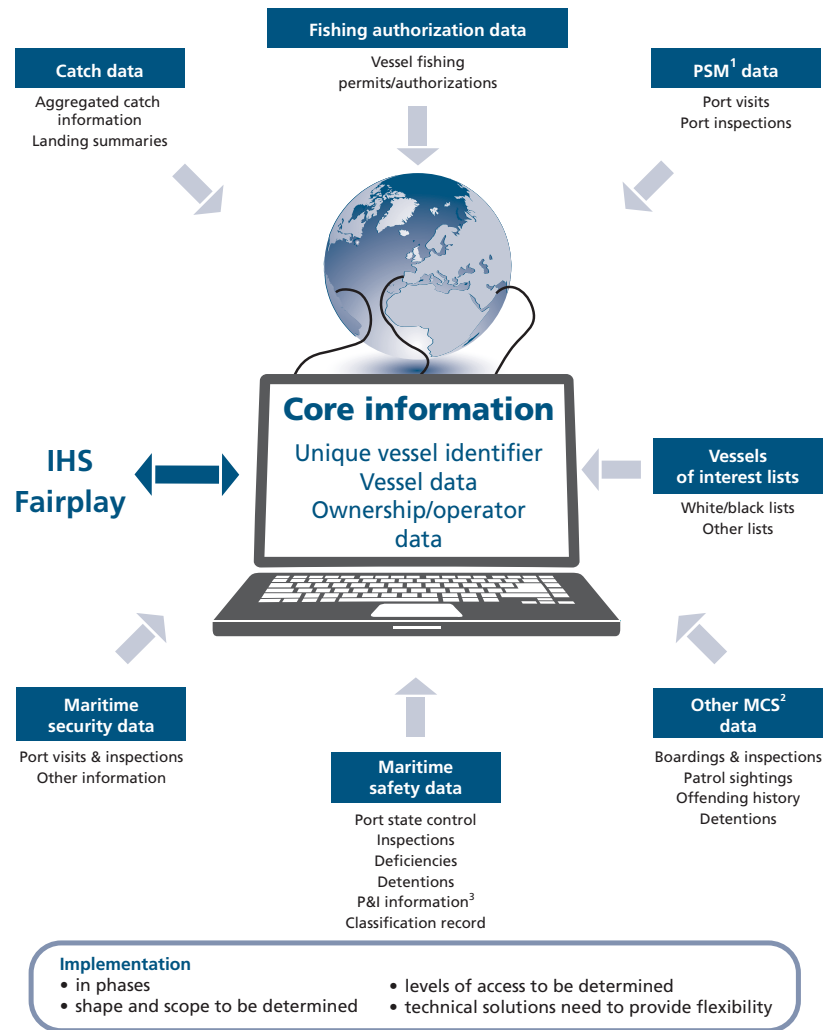 Fishing authorization data
Vessel fishing
permits/authorizations
Catch data
Aggregated catch
information
Landing summaries
PSM¹ data
Port visits
Port inspections
Core information
Unique vessel identifier
Vessel data
Ownership/operator
data
IHS
Fairplay
Vessels
of interest lists
White/black lists
Other lists
Maritime
security data
Port visits & inspections
Other information
Maritime
safety data
Port state control
Inspections
Deficiencies
Detentions
P&I information³
Classification record
Other MCS²
data
Boardings & inspections
Patrol sightings
Offending history
Detentions
Implementation
• in phases
• shape and scope to be determined
• levels of access to be determined
• technical solutions need to provide flexibility